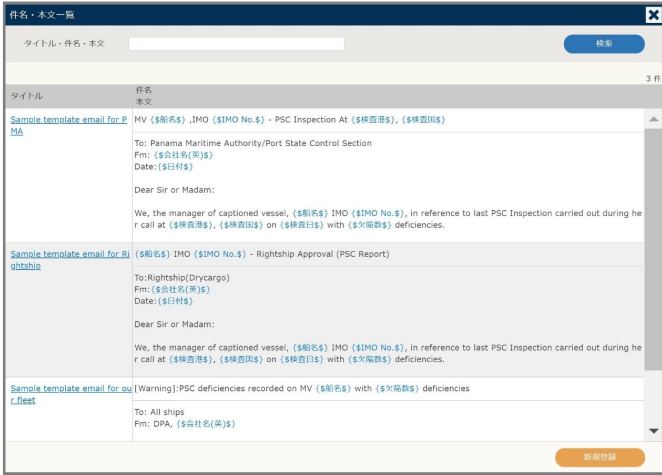 件名・本文一覧
タイトル・件名・本文
検索
3 件
タイトル
件名
本文
Sample template email for P
MA
MV {$船名$} ,IMO {$IMO No.$} - PSC Inspection At {$検査港$}, {$検査国$}
To: Panama Maritime Authority/Port State Control Section
Fm: {$会社名(英)$}
Date:{$日付$}
Dear Sir or Madam:
We, the manager of captioned vessel, {$船名$} IMO {$IMO No.$}, in reference to last PSC Inspection carried out during he
r call at {$検査港$}, {$検査国$} on {$検査日$} with {$欠陥数$} deficiencies.
Sample template email for Ri
ghtship
{$船名$} IMO {$IMO No.$} - Rightship Approval (PSC Report)
To:Rightship(Drycargo)
Fm:{$会社名(英)$}
Date:{$日付$}
Dear Sir or Madam:
We, the manager of captioned vessel, {$船名$} IMO {$IMO No.$}, in reference to last PSC Inspection carried out during he
r call at {$検査港$}, {$検査国$} on {$検査日$} with {$欠陥数$} deficiencies.
Sample template email for ou
r fleet
[Warning]:PSC deficiencies recorded on MV {$船名$} with {$欠陥数$} deficiencies
To: All ships
Fm: DPA, {$会社名(英)$}
新規登録